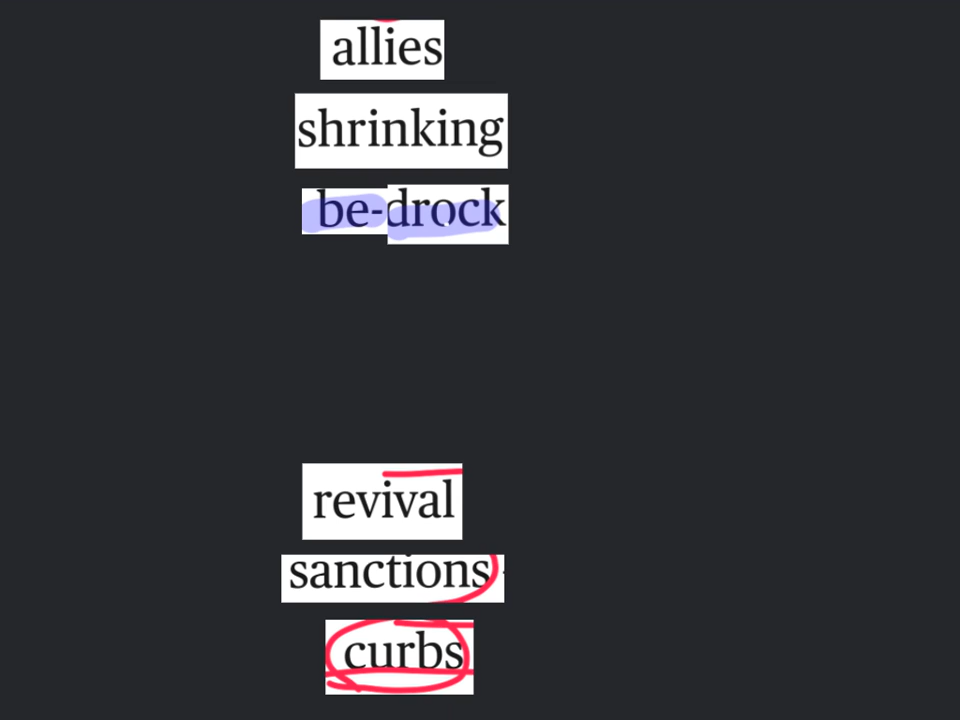 allies
shrinking
be-drock
revival
sanctions
curbs